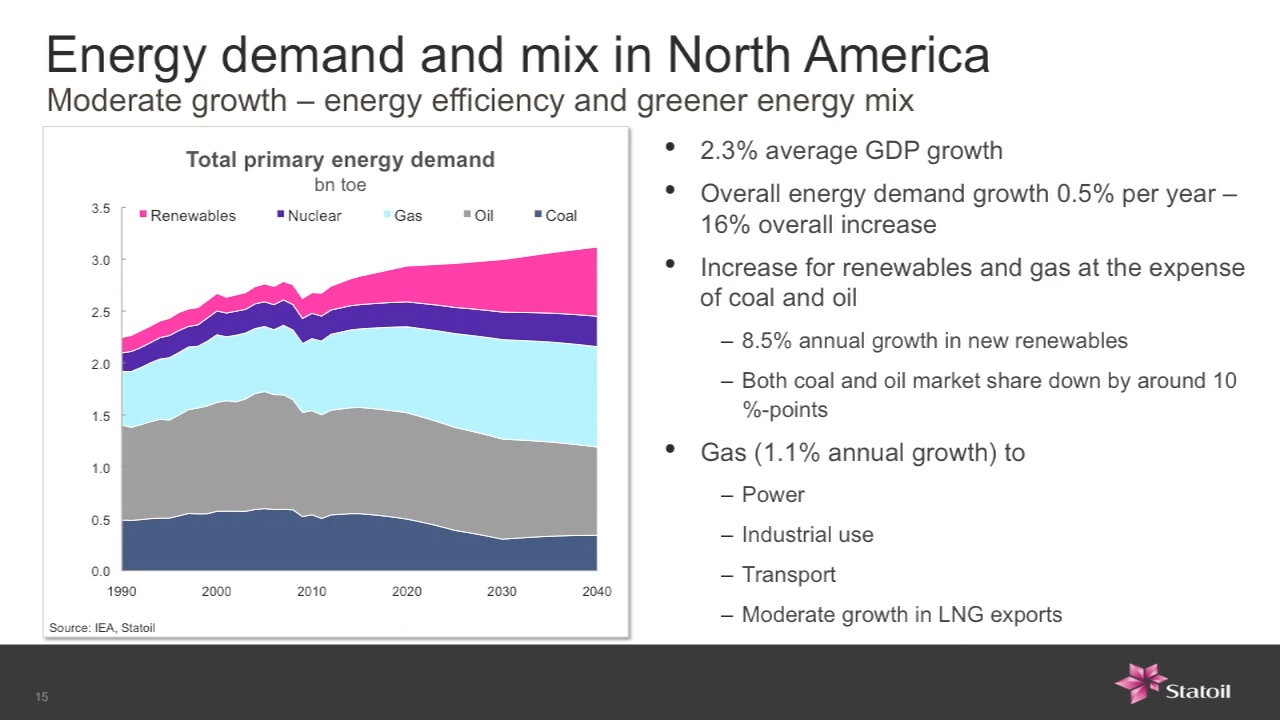 Energy demand and mix in North America
Moderate growth – energy efficiency and greener energy mix
Total primary energy demand
bn toe
Renewables Nuclear Gas Oil Coal
3.5
3.0
2.5
2.0
1.5
1.0
0.5
0.0
1990 2000 2010 2020 2030 2040
Source: IEA, Statoil
• 2.3% average GDP growth
• Overall energy demand growth 0.5% per year –
16% overall increase
• Increase for renewables and gas at the expense
of coal and oil
– 8.5% annual growth in new renewables
– Both coal and oil market share down by around 10
%-points
• Gas (1.1% annual growth) to
– Power
– Industrial use
– Transport
– Moderate growth in LNG exports
15
Statoil